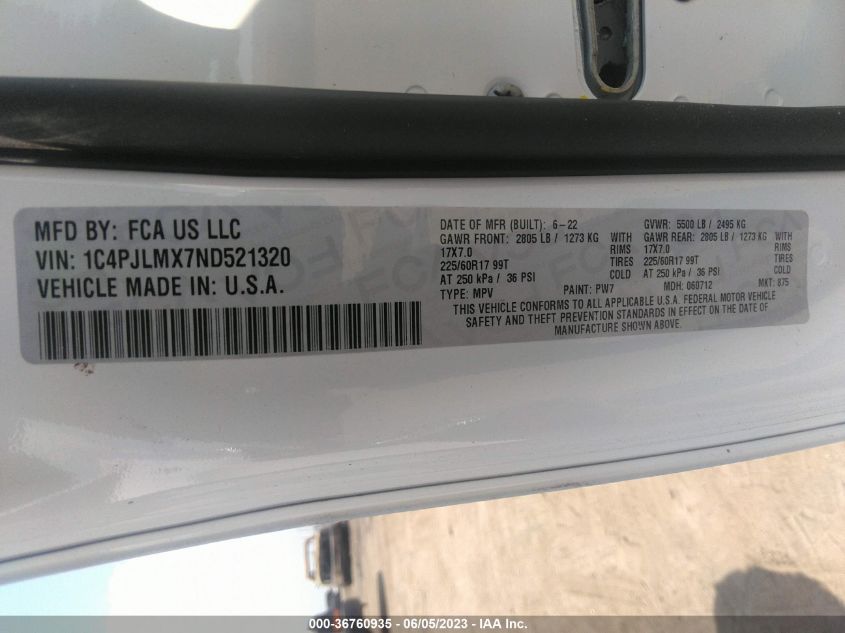 MFD BY: FCA US LLC
VIN: 1C4PJLMX7ND521320
VEHICLE MADE IN: U.S.A.
DATE OF MFR (BUILT): 6-22 GVWR: 5500 LB / 2495 KG
GAWR FRONT: 2805 LB / 1273 KG WITH GAWR REAR: 2805 LB / 1273 KG WITH
17X7.0 RIMS 17X7.0 RIMS
225/60R17 99T TIRES 225/60R17 99T TIRES
AT 250 kPa / 36 PSI COLD AT 250 kPa / 36 PSI COLD
TYPE: MPV PAINT: PW7 MDH: 060712 MKT: 875
THIS VEHICLE CONFORMS TO ALL APPLICABLE U.S.A. FEDERAL MOTOR VEHICLE
SAFETY AND THEFT PREVENTION STANDARDS IN EFFECT ON THE DATE OF
MANUFACTURE SHOWN ABOVE.
000-36760935 - 06/05/2023 - IAA Inc.